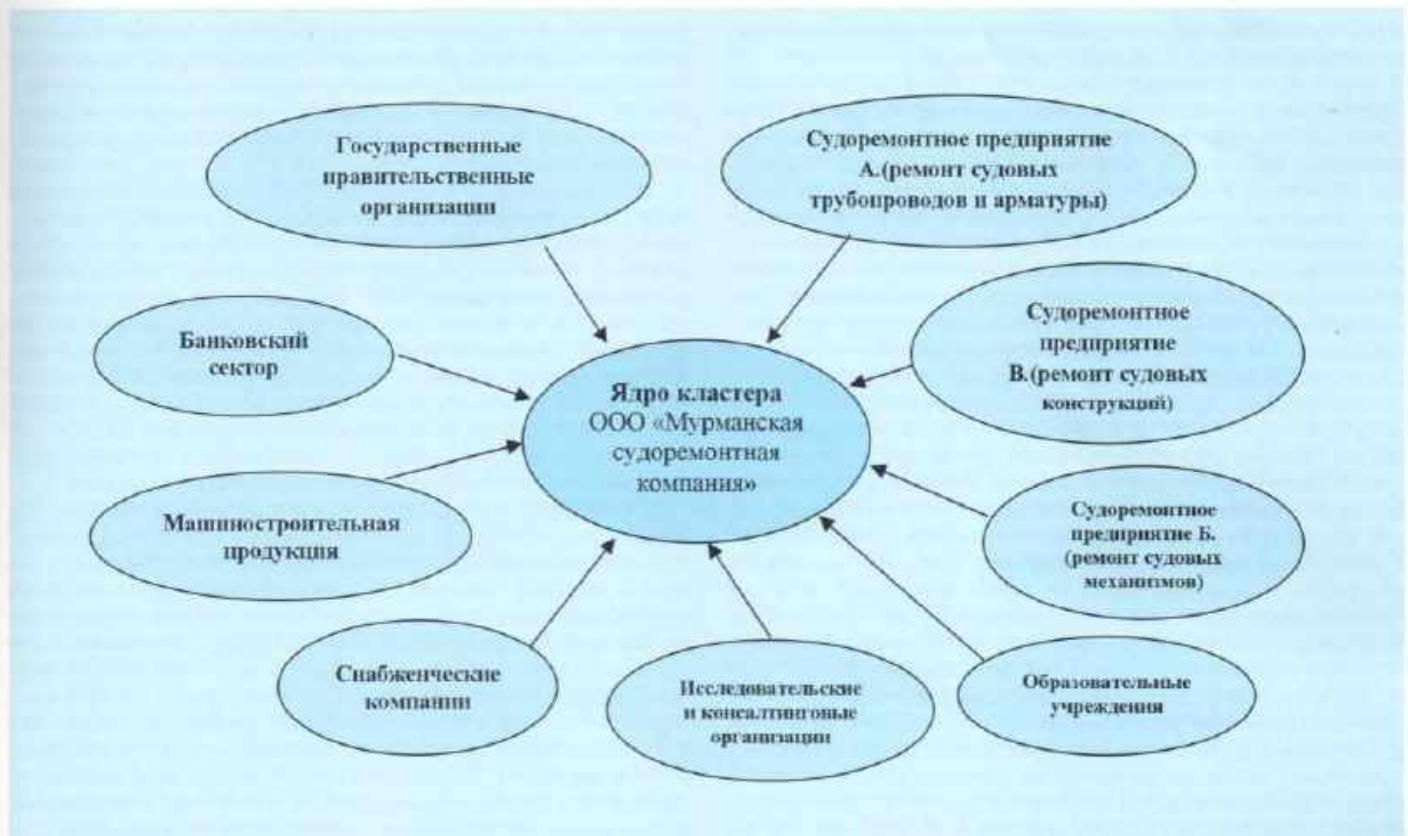 Государственные
правительственные
организации
Судоремонтное предприятие
А.(ремонт судовых
трубопроводов и арматуры)
Банковский
сектор
Судоремонтное
предприятие
В.(ремонт судовых
конструкций)
Ядро кластера
ООО «Мурманская
судоремонтная
компания»
Машиностроительная
продукция
Судоремонтное
предприятие Б.
(ремонт судовых
механизмов)
Снабженческие
компании
Исследовательские
и консалтинговые
организации
Образовательные
учреждения